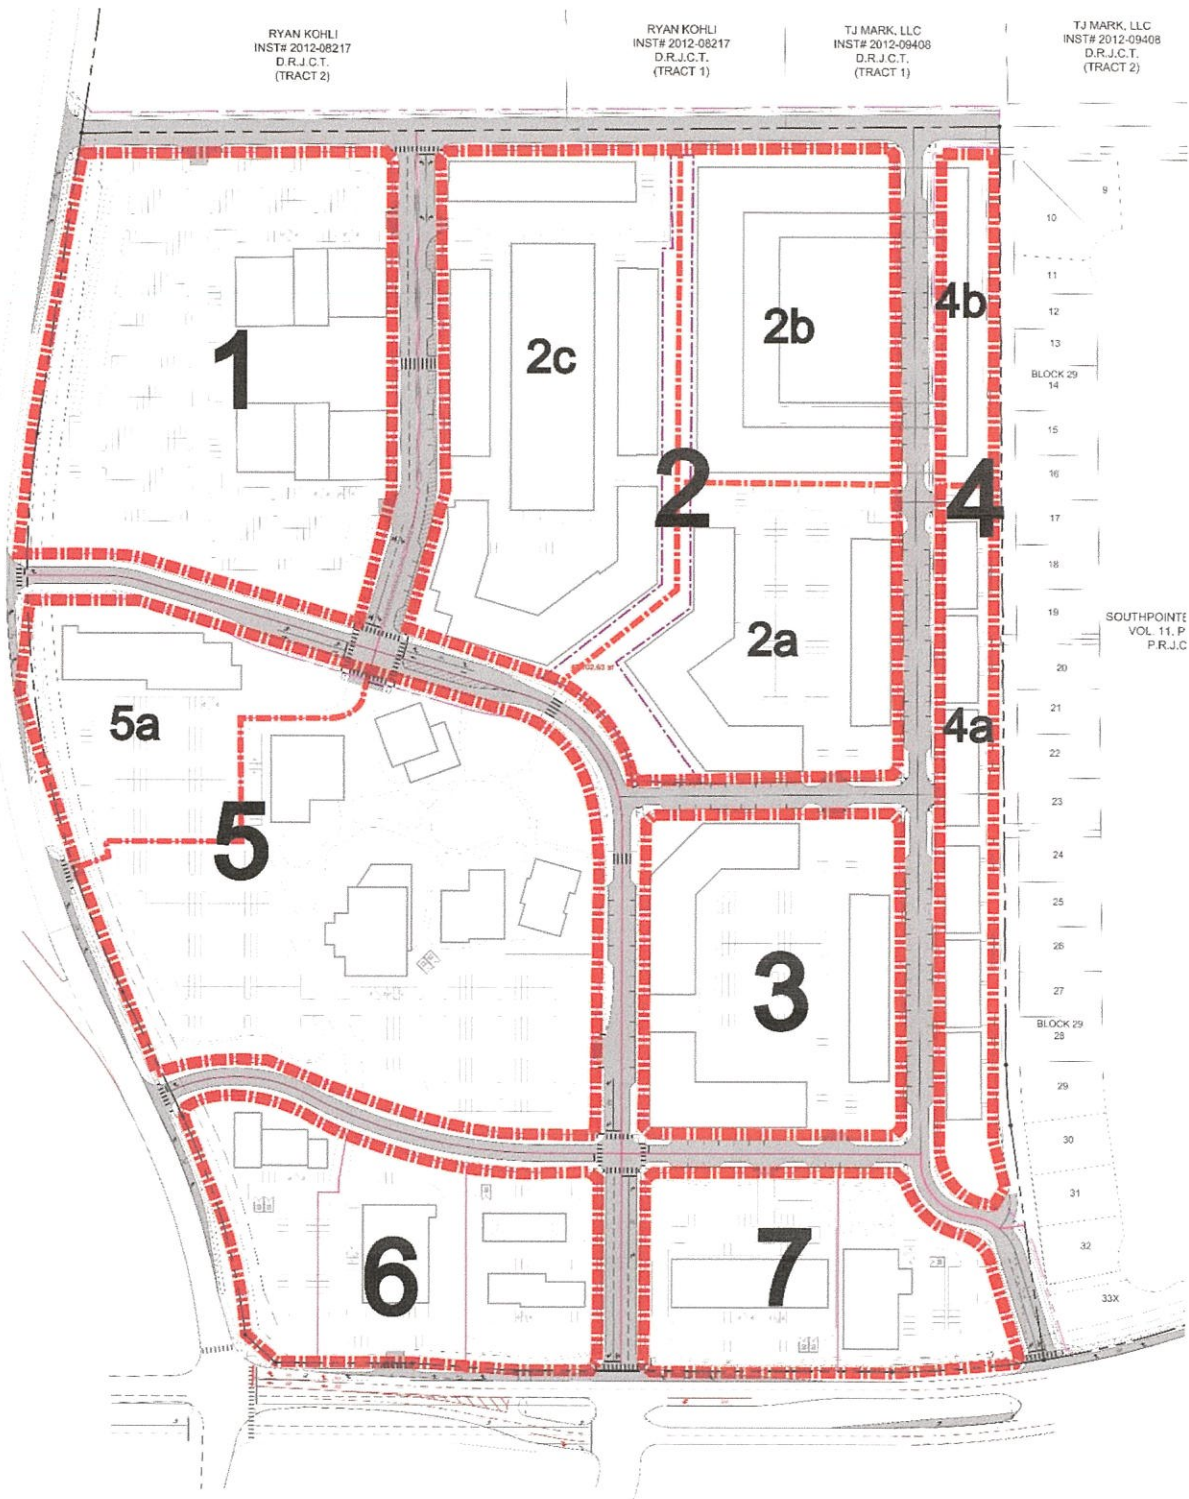 RYAN KOHLI
INST# 2012-08217
D.R.J.C.T.
(TRACT 2)
RYAN KOHLI
INST# 2012-08217
D.R.J.C.T.
(TRACT 1)
TJ MARK, LLC
INST# 2012-09408
D.R.J.C.T.
(TRACT 1)
TJ MARK, LLC
INST# 2012-09408
D.R.J.C.T.
(TRACT 2)
9
10
11
12
13
BLOCK 29
14
15
16
17
18
19
20
21
22
23
24
25
26
27
BLOCK 29
28
29
30
31
32
33X
SOUTHPOINTE
VOL. 11, P
P.R.J.C
1
2c
2b
4b
2
4
2a
4a
5a
5
3
6
7